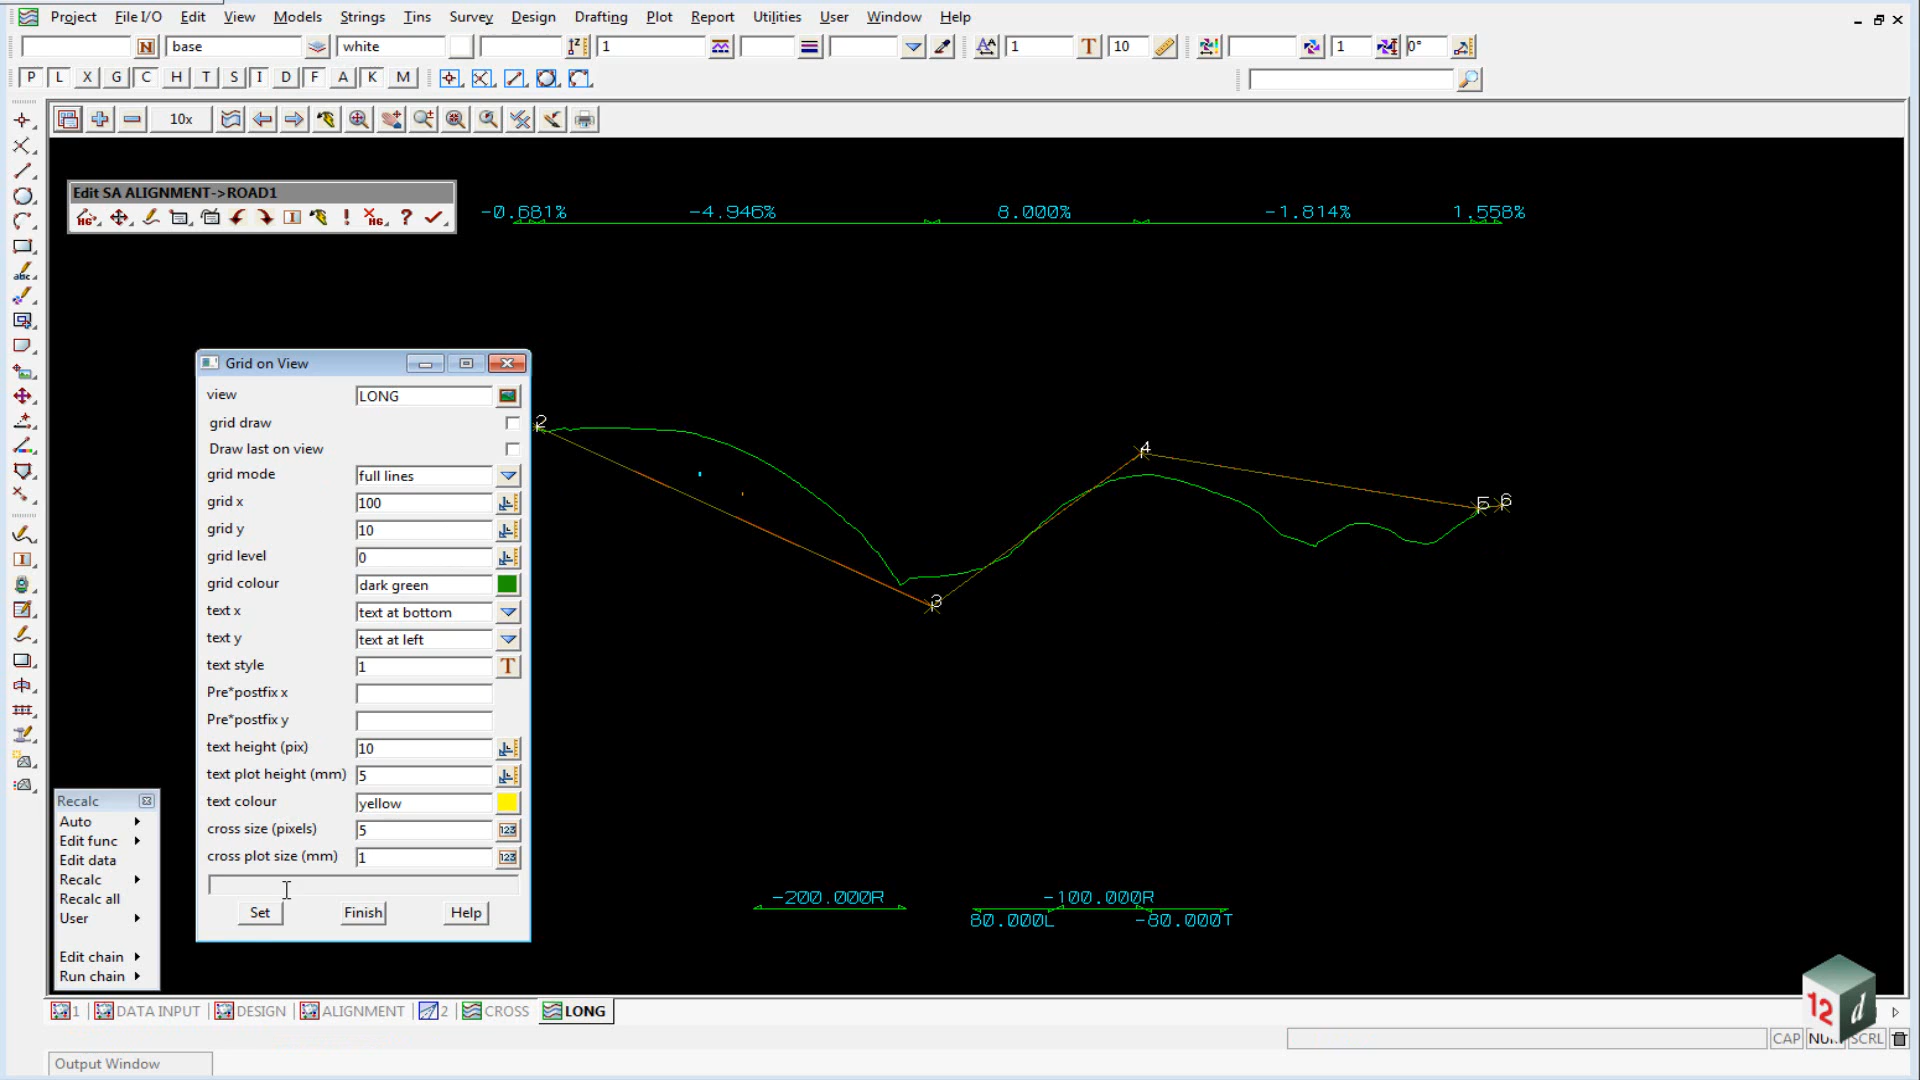 Project File I/O Edit View Models Strings Tins Survey Design Drafting Plot Report Utilities User Window Help
N base white 1 T 1 10 1 0°
P L X G C H T S I D F A K M
10x
Edit SA ALIGNMENT->ROAD1
-0.681% -4.946% 8.000% -1.814% 1.558%
Grid on View
view LONG
grid draw
Draw last on view
grid mode full lines
grid x 100
grid y 10
grid level 0
grid colour dark green
text x text at bottom
text y text at left
text style 1 T
Pre*postfix x
Pre*postfix y
text height (pix) 10
text plot height (mm) 5
text colour yellow
cross size (pixels) 5 123
cross plot size (mm) 1 123
Set Finish Help
2
3
4
5 6
-200.000R -100.000R
80.000L -80.000T
Recalc
Auto
Edit func
Edit data
Recalc
Recalc all
User
Edit chain
Run chain
1 DATA INPUT DESIGN ALIGNMENT 2 CROSS LONG
12 d
CAP NUM SCRL
Output Window